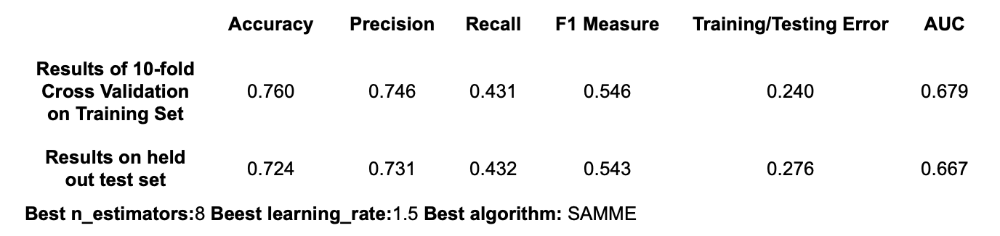 Accuracy Precision Recall F1 Measure Training/Testing Error AUC
Results of 10-fold
Cross Validation 0.760 0.746 0.431 0.546 0.240 0.679
on Training Set
Results on held
out test set 0.724 0.731 0.432 0.543 0.276 0.667
Best n_estimators:8 Beest learning_rate:1.5 Best algorithm: SAMME